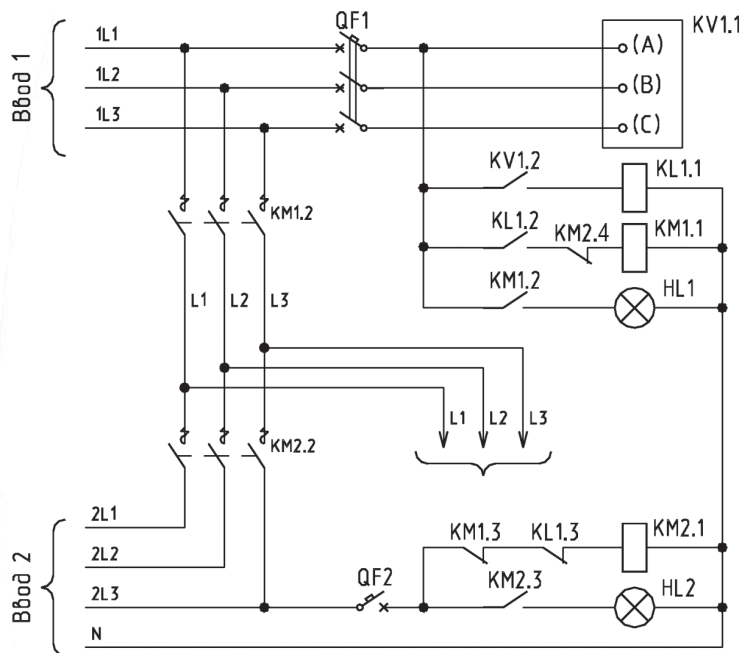 Ввод 1
1L1
1L2
1L3
QF1
KV1.1
(A)
(B)
(C)
KV1.2
KL1.1
KM1.2
KL1.2
KM2.4
KM1.1
KM1.2
HL1
L1
L2
L3
L1
L2
L3
KM2.2
Ввод 2
2L1
2L2
2L3
N
QF2
KM1.3
KL1.3
KM2.1
KM2.3
HL2